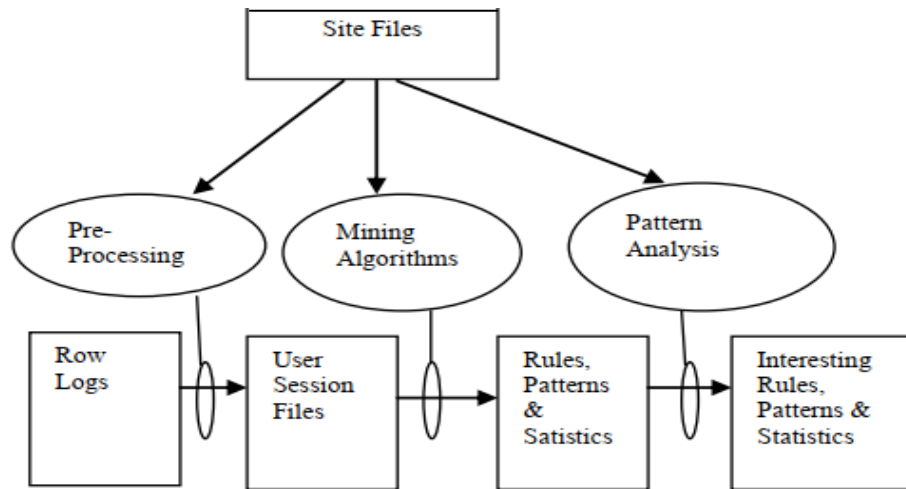 Site Files
Pre-
Processing
Mining
Algorithms
Pattern
Analysis
Row
Logs
User
Session
Files
Rules,
Patterns
&
Satistics
Interesting
Rules,
Patterns &
Statistics